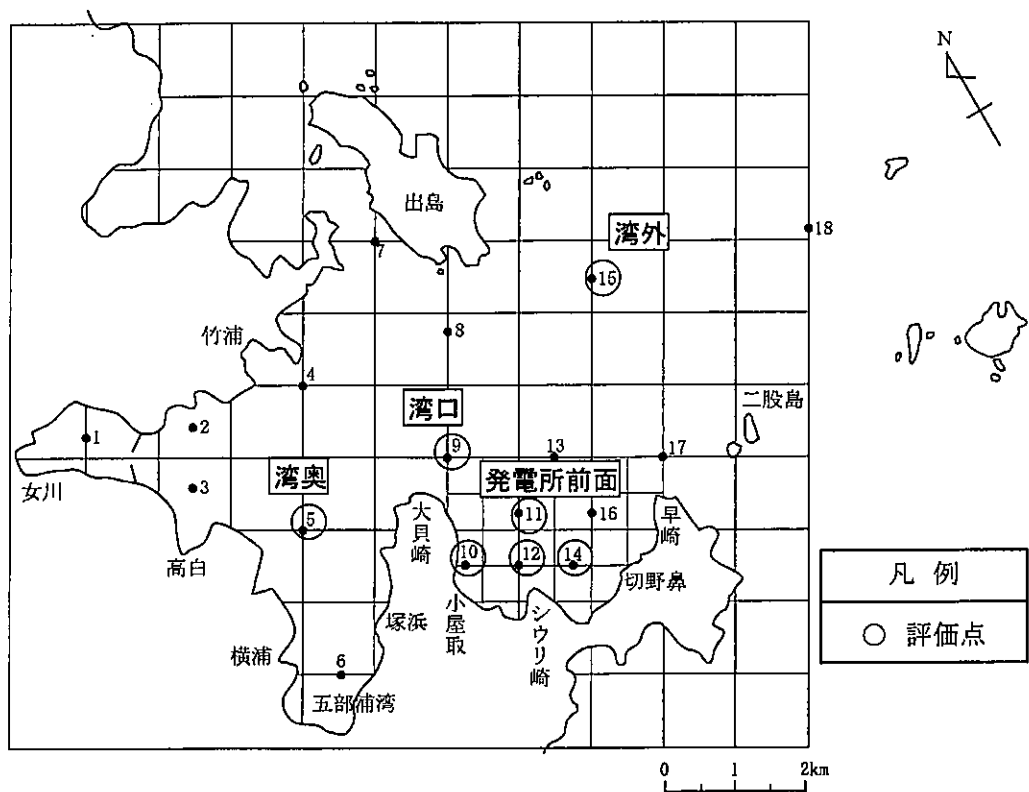 N
出島
湾外
18
15
7
8
竹浦
4
湾口
二股島
1
2
9
13
17
女川
3
湾奥
発電所前面
5
大貝崎
11
16
早崎
高白
10
12
14
切野鼻
凡例
塚浜
小屋取
シウリ崎
○ 評価点
横浦
6
五部浦湾
0 1 2km